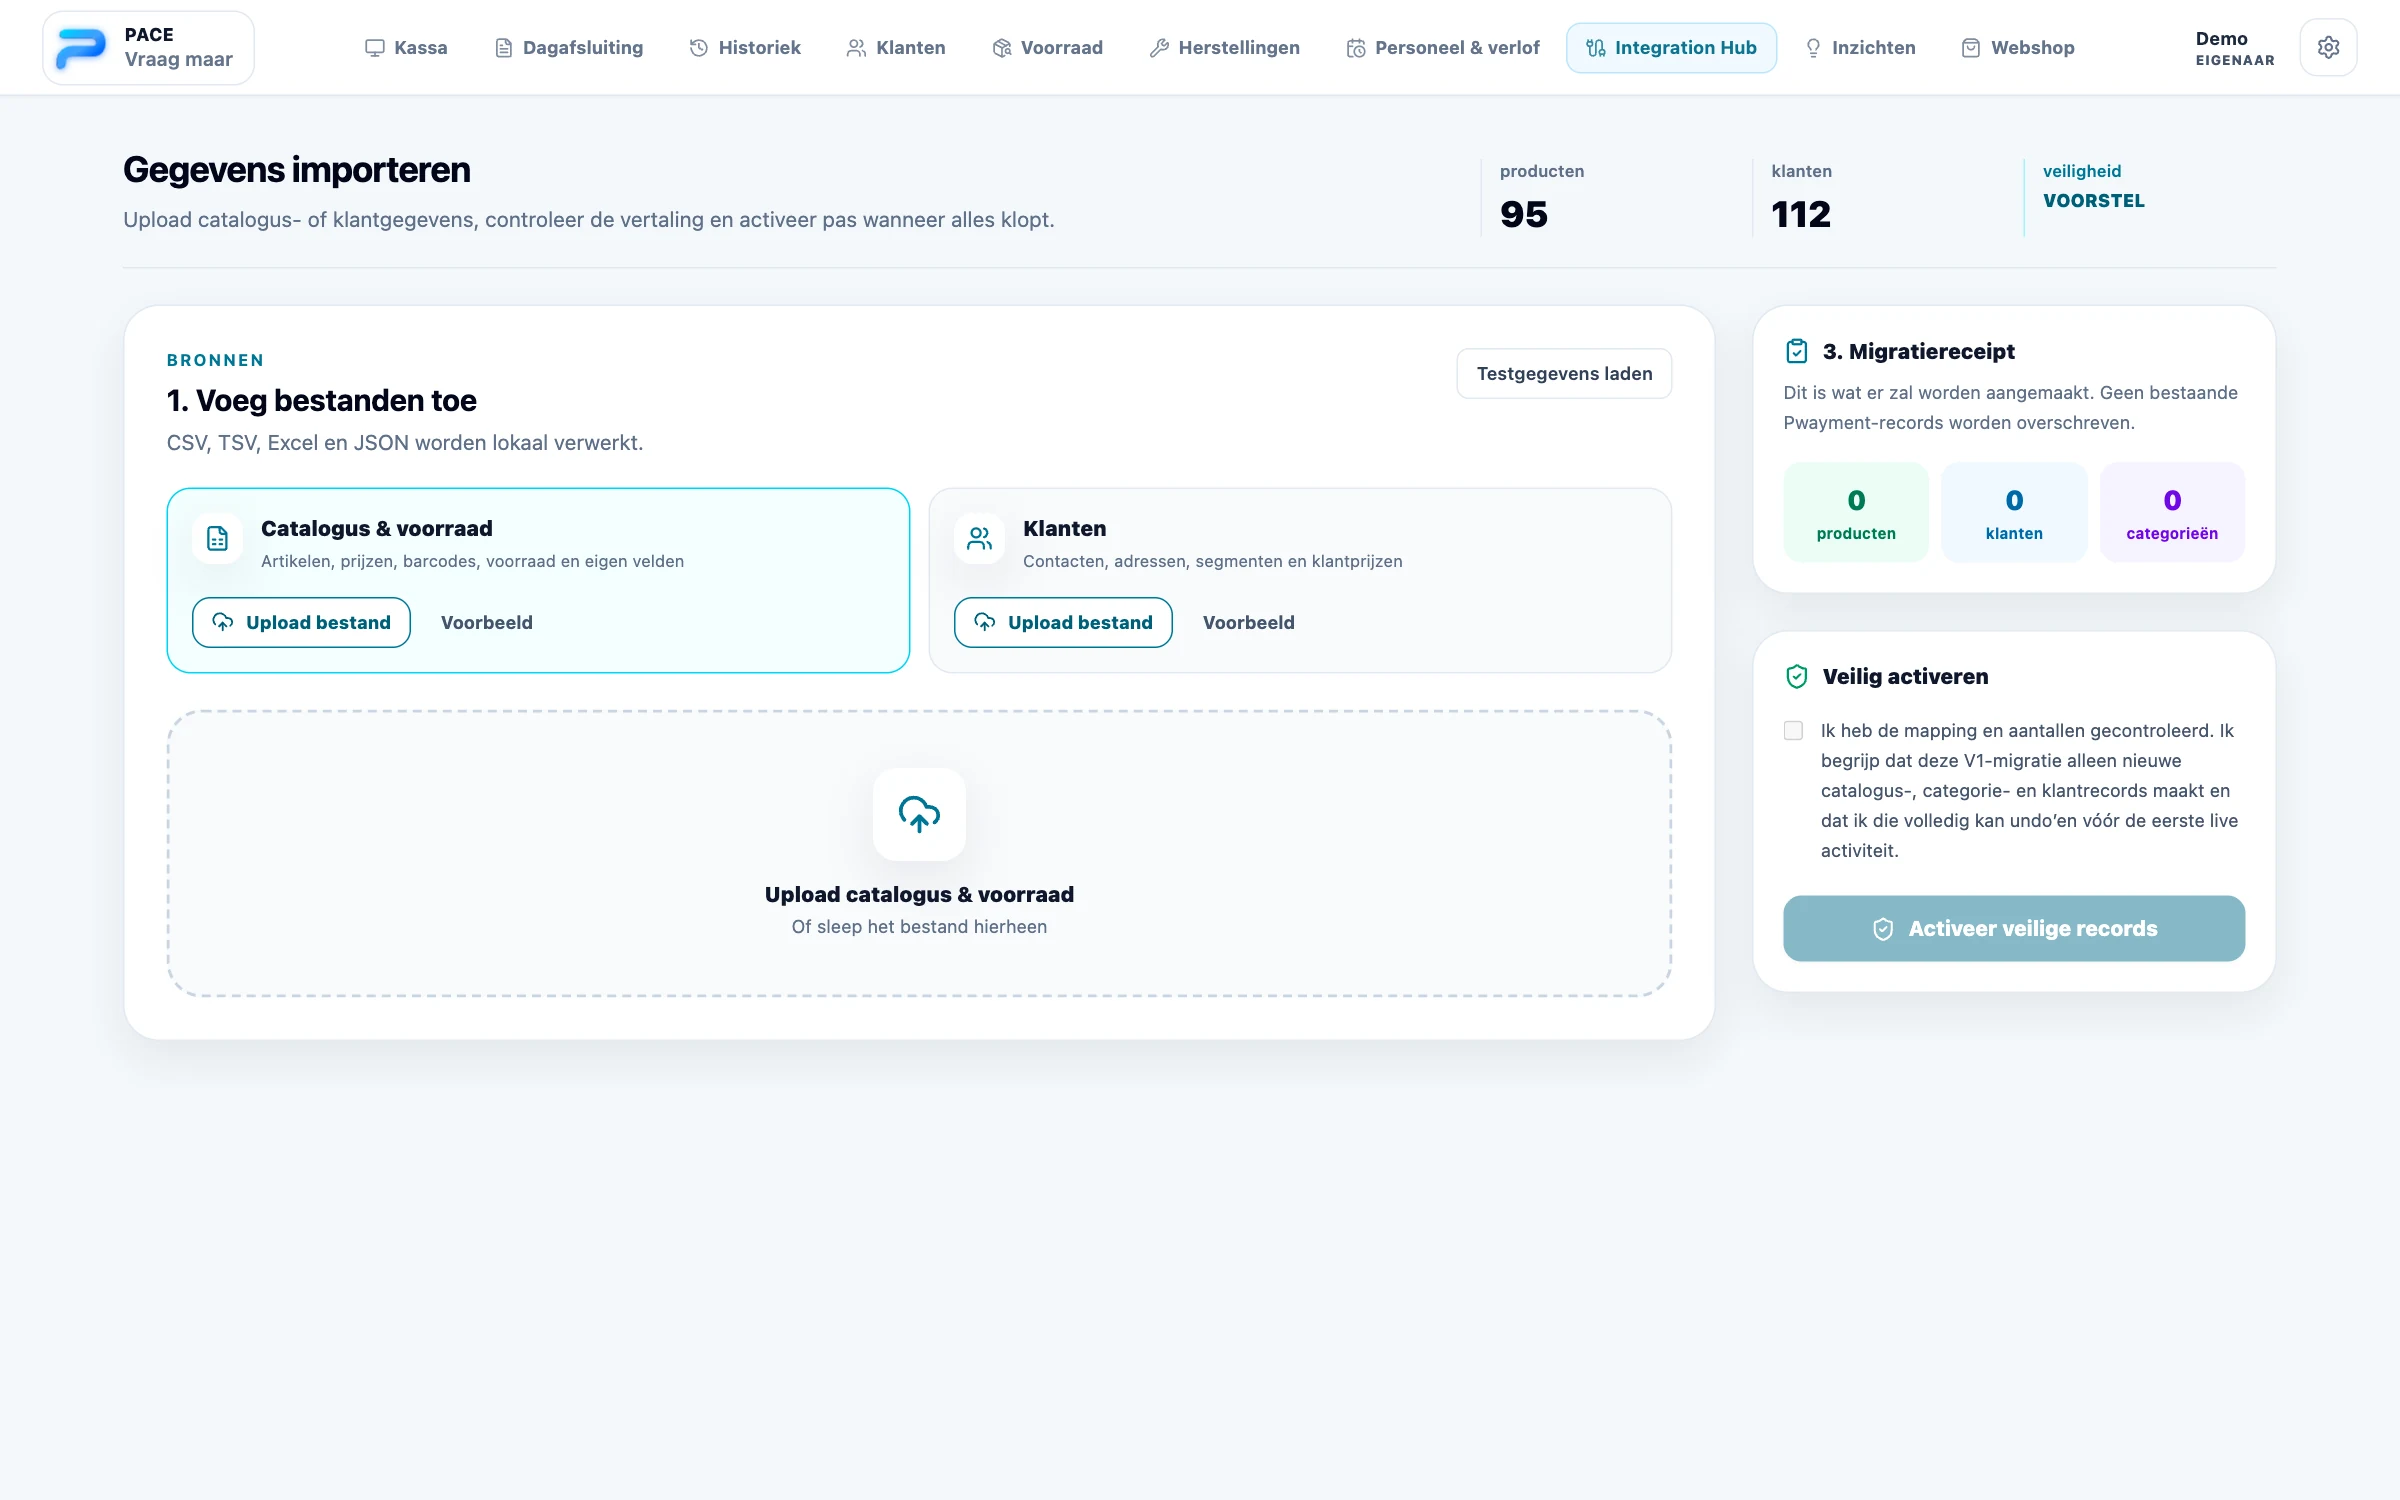 PACE
Vraag maar
Kassa
Dagafsluiting
Historiek
Klanten
Voorraad
Herstellingen
Personeel & verlof
Integration Hub
Inzichten
Webshop
Demo
EIGENAAR
Gegevens importeren
Upload catalogus- of klantgegevens, controleer de vertaling en activeer pas wanneer alles klopt.
producten
95
klanten
112
veiligheid
VOORSTEL
BRONNEN
1. Voeg bestanden toe
CSV, TSV, Excel en JSON worden lokaal verwerkt.
Testgegevens laden
Catalogus & voorraad
Artikelen, prijzen, barcodes, voorraad en eigen velden
Upload bestand
Voorbeeld
Klanten
Contacten, adressen, segmenten en klantprijzen
Upload bestand
Voorbeeld
Upload catalogus & voorraad
Of sleep het bestand hierheen
3. Migratiereceipt
Dit is wat er zal worden aangemaakt. Geen bestaande
Pwayment-records worden overschreven.
0
producten
0
klanten
0
categorieën
Veilig activeren
Ik heb de mapping en aantallen gecontroleerd. Ik
begrijp dat deze V1-migratie alleen nieuwe
catalogus-, categorie- en klantrecords maakt en
dat ik die volledig kan undo’en vóór de eerste live
activiteit.
Activeer veilige records